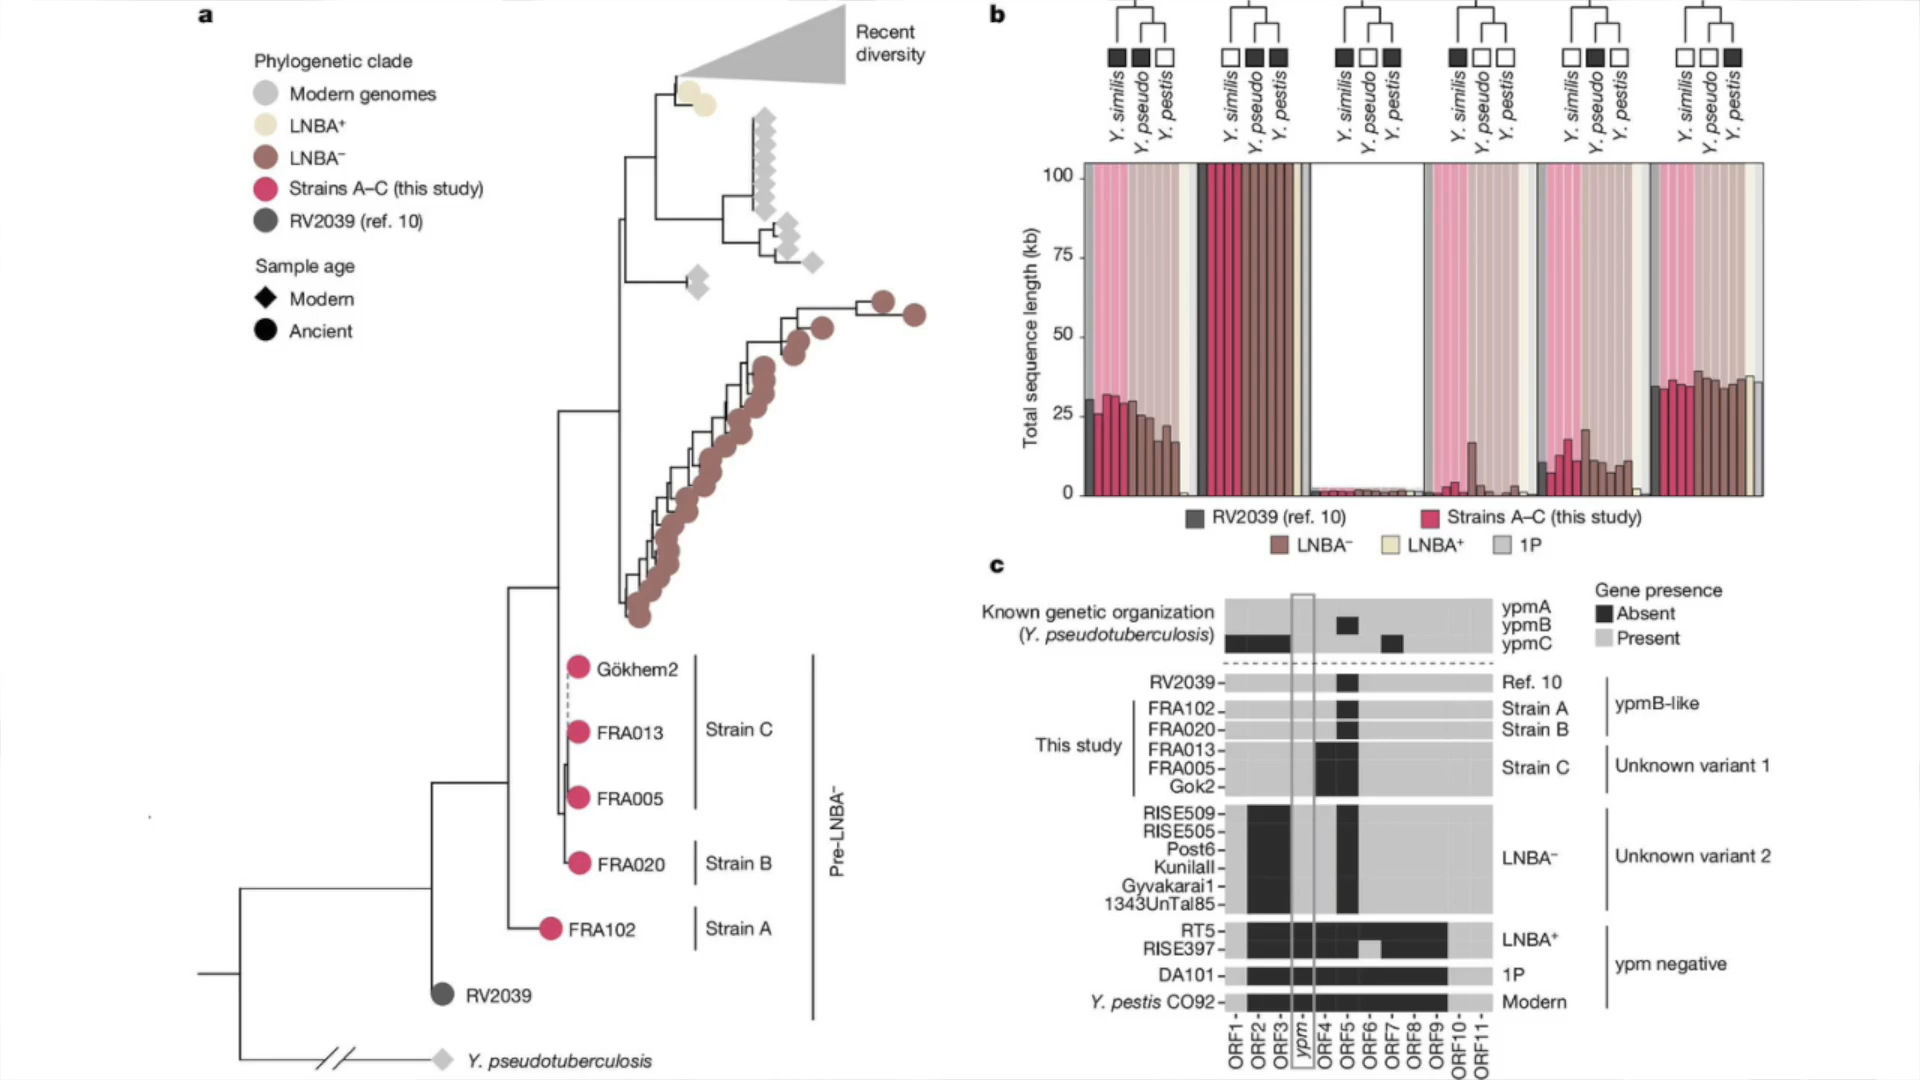 a
Recent
diversity
Phylogenetic clade
Modern genomes
LNBA⁺
LNBA⁻
Strains A–C (this study)
RV2039 (ref. 10)
Sample age
Modern
Ancient
Gökhem2
FRA013
Strain C
FRA005
FRA020
Strain B
FRA102
Strain A
Pre-LNBA⁻
RV2039
Y. pseudotuberculosis
b
Y. similis
Y. pseudo
Y. pestis
Y. similis
Y. pseudo
Y. pestis
Y. similis
Y. pseudo
Y. pestis
Y. similis
Y. pseudo
Y. pestis
Y. similis
Y. pseudo
Y. pestis
Y. similis
Y. pseudo
Y. pestis
Total sequence length (kb)
100
75
50
25
0
RV2039 (ref. 10)
Strains A–C (this study)
LNBA⁻
LNBA⁺
1P
c
Known genetic organization
(Y. pseudotuberculosis)
ypmA
ypmB
ypmC
Gene presence
Absent
Present
RV2039
Ref. 10
This study
FRA102
Strain A
FRA020
Strain B
ypmB-like
FRA013
FRA005
Strain C
Gok2
Unknown variant 1
RISE509
RISE505
Post6
KunilaII
Gyvakarai1
1343UnTal85
LNBA⁻
Unknown variant 2
RT5
RISE397
LNBA⁺
DA101
1P
Y. pestis CO92
Modern
ypm negative
ORF1
ORF2
ORF3
ypm
ORF4
ORF5
ORF6
ORF7
ORF8
ORF9
ORF10
ORF11